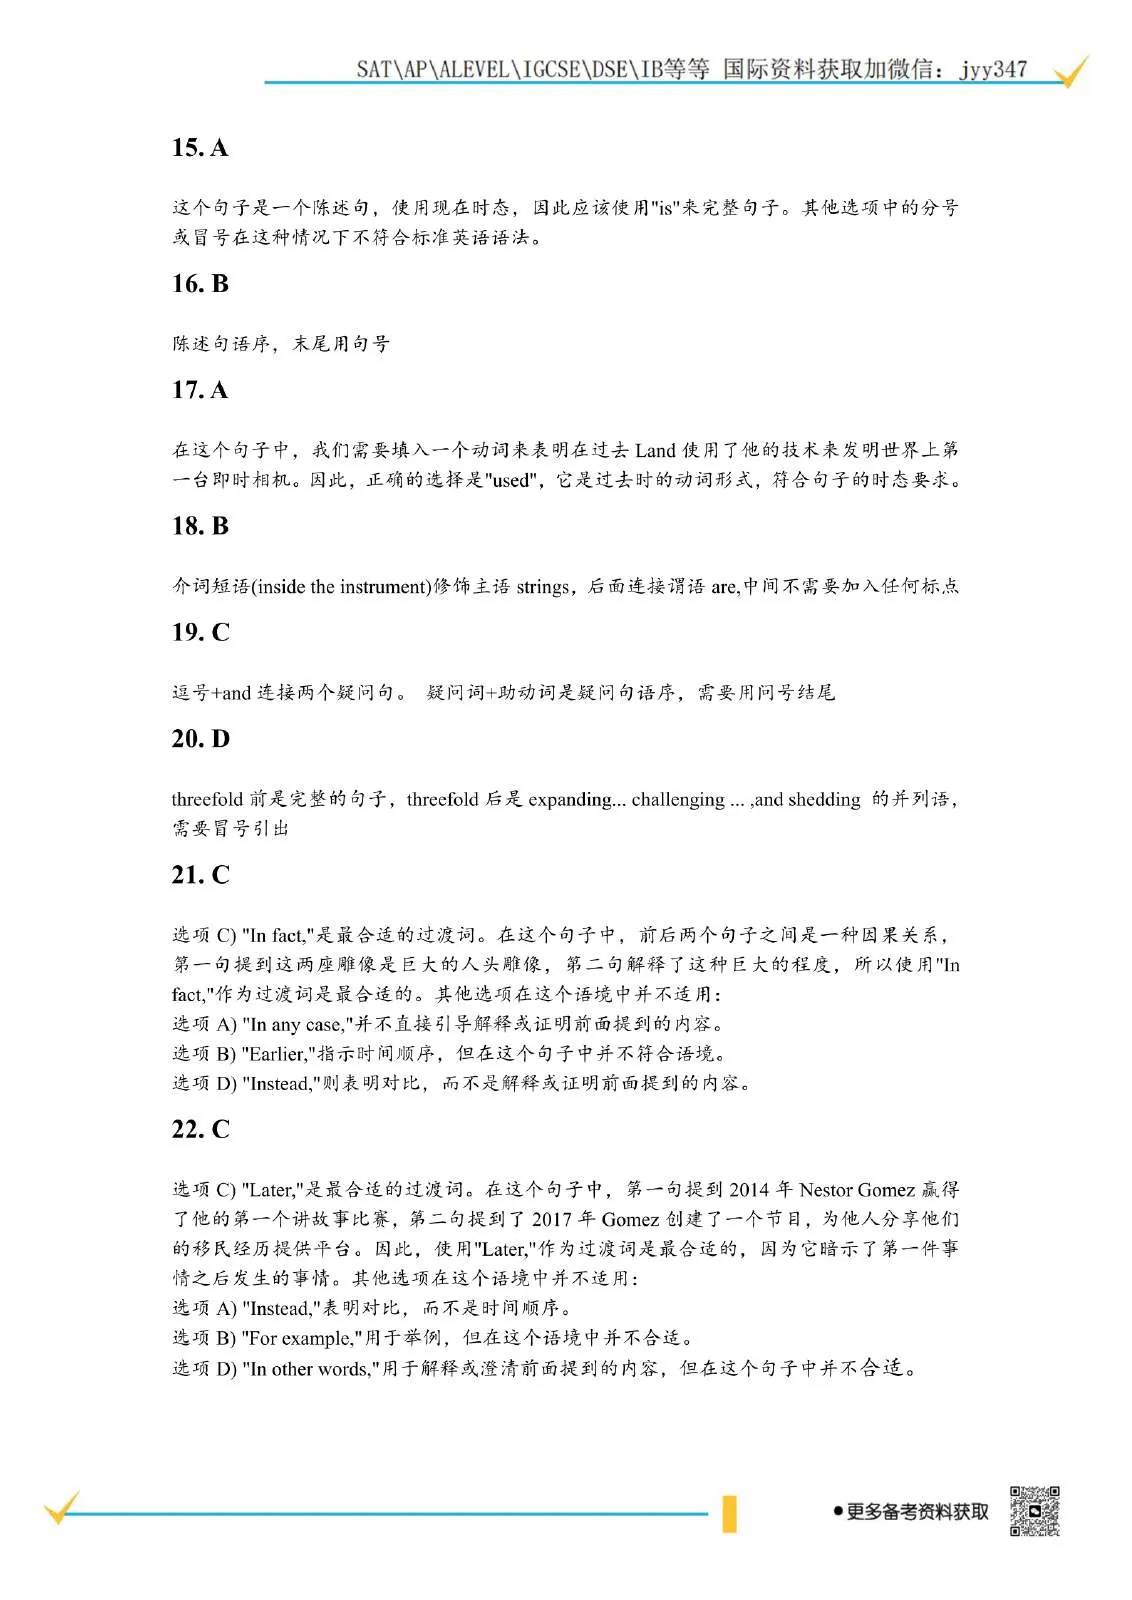 SAT\AP\ALEVEL\IGCSE\DSE\IB等等 国际资料获取加微信：jyy347
15. A
这个句子是一个陈述句，使用现在时态，因此应该使用"is"来完整句子。其他选项中的分号
或冒号在这种情况下不符合标准英语语法。
16. B
陈述句语序，末尾用句号
17. A
在这个句子中，我们需要填入一个动词来表明在过去 Land 使用了他的技术来发明世界上第
一台即时相机。因此，正确的选择是"used"，它是过去时的动词形式，符合句子的时态要求。
18. B
介词短语(inside the instrument)修饰主语 strings，后面连接谓语 are,中间不需要加入任何标点
19. C
逗号+and 连接两个疑问句。 疑问词+助动词是疑问句语序，需要用问号结尾
20. D
threefold 前是完整的句子，threefold 后是 expanding... challenging ... ,and shedding 的并列语，
需要冒号引出
21. C
选项 C) "In fact,"是最合适的过渡词。在这个句子中，前后两个句子之间是一种因果关系，
第一句提到这两座雕像是巨大的人头雕像，第二句解释了这种巨大的程度，所以使用"In
fact,"作为过渡词是最合适的。其他选项在这个语境中并不适用：
选项 A) "In any case,"并不直接引导解释或证明前面提到的内容。
选项 B) "Earlier,"指示时间顺序，但在这个句子中并不符合语境。
选项 D) "Instead,"则表明对比，而不是解释或证明前面提到的内容。
22. C
选项 C) "Later,"是最合适的过渡词。在这个句子中，第一句提到 2014 年 Nestor Gomez 赢得
了他的第一个讲故事比赛，第二句提到了 2017 年 Gomez 创建了一个节目，为他人分享他们
的移民经历提供平台。因此，使用"Later,"作为过渡词是最合适的，因为它暗示了第一件事
情之后发生的事情。其他选项在这个语境中并不适用：
选项 A) "Instead,"表明对比，而不是时间顺序。
选项 B) "For example,"用于举例，但在这个语境中并不合适。
选项 D) "In other words,"用于解释或澄清前面提到的内容，但在这个句子中并不合适。
●更多备考资料获取